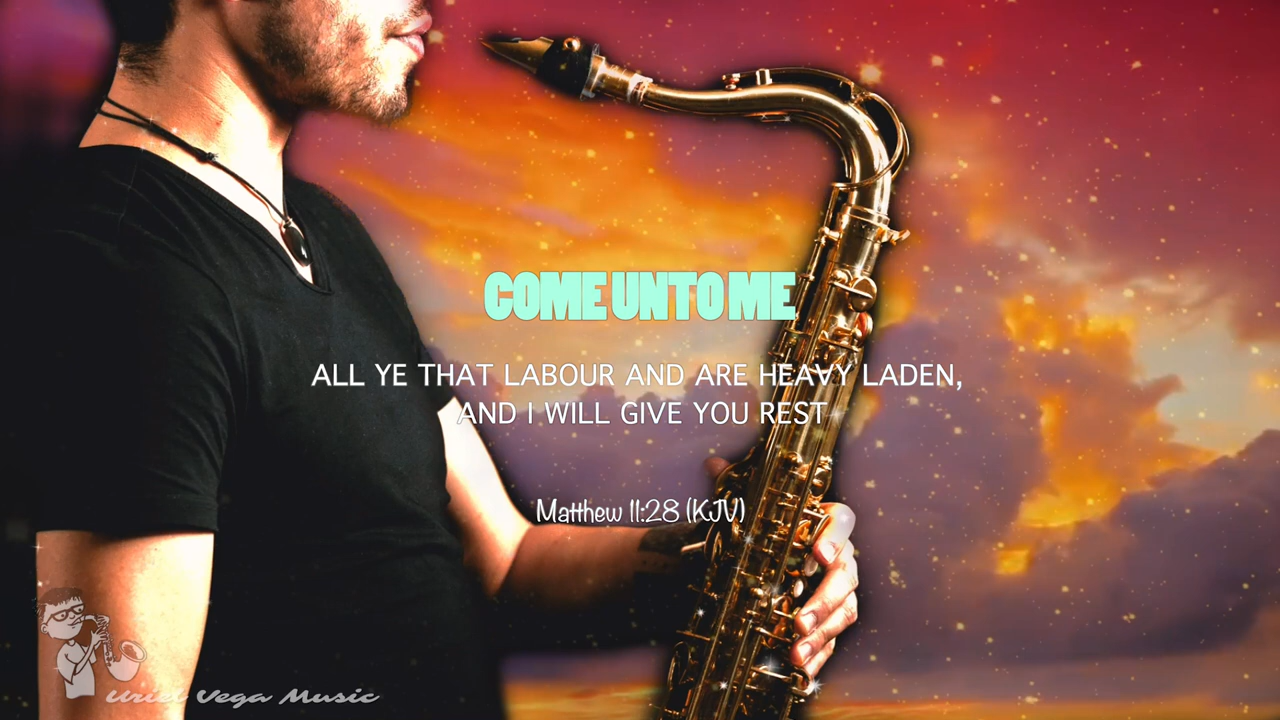 COME UNTO ME
ALL YE THAT LABOUR AND ARE HEAVY LADEN,
AND I WILL GIVE YOU REST
Matthew 11:28 (KJV)
Uriel Vega Music